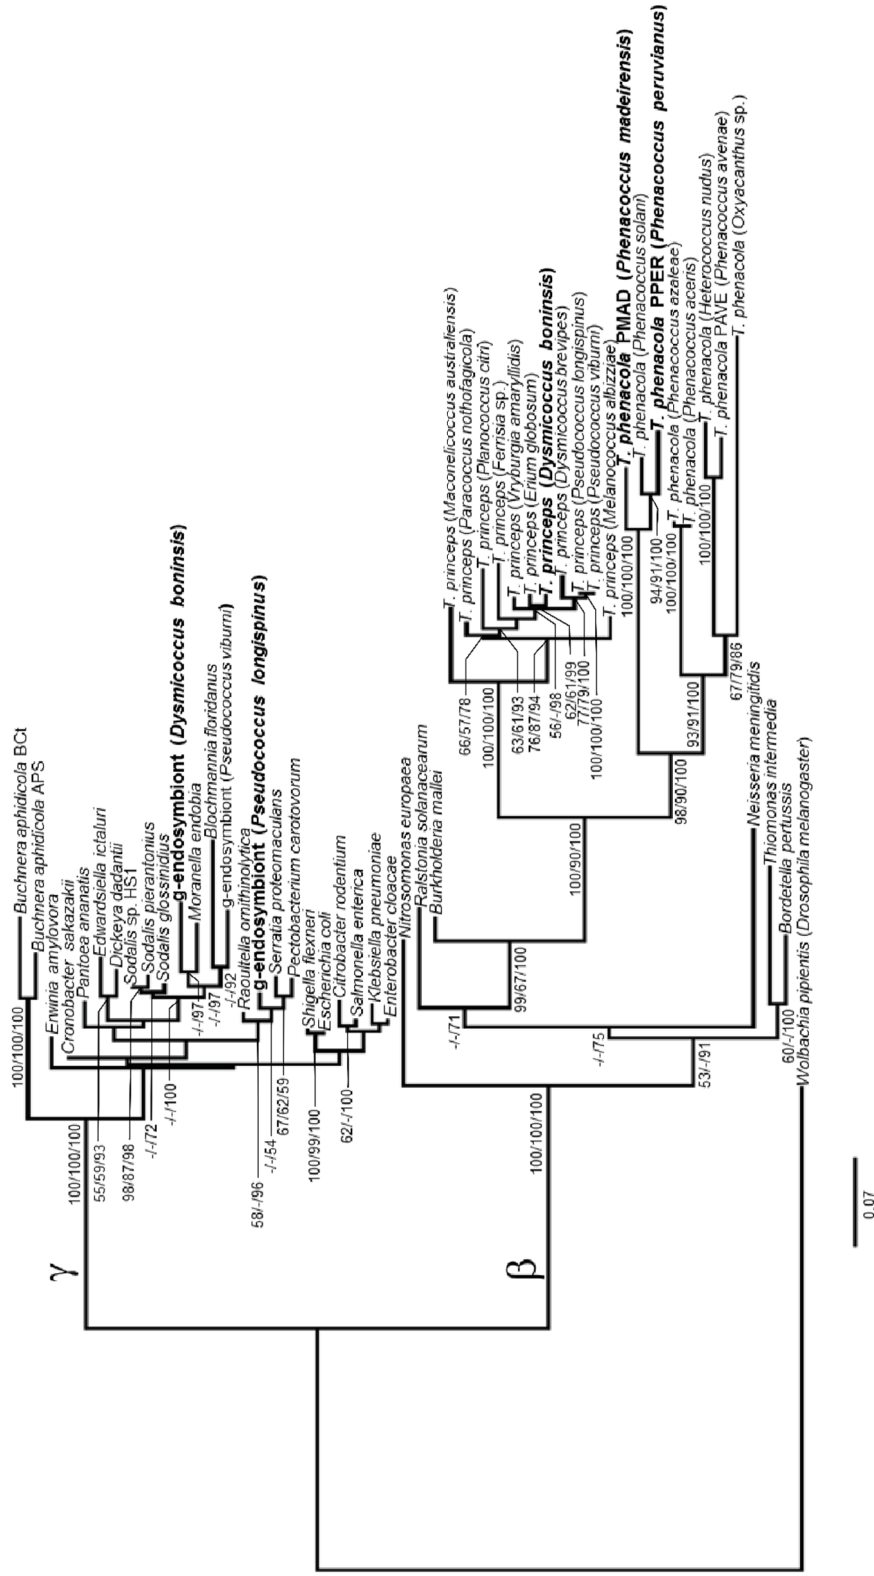 Buchnera aphidicola BCt
Buchnera aphidicola APS
Erwinia amylovora
Cronobacter sakazakii
Pantoea ananatis
Edwardsiella ictaluri
Dickeya dadantii
Sodalis sp. HS1
Sodalis pierantonius
Sodalis glossinidius
g-endosymbiont (Dysmicoccus boninsis)
Moranella endobia
Blochmannia floridanus
g-endosymbiont (Pseudococcus viburni)
Raoultella ornithinolytica
g-endosymbiont (Pseudococcus longispinus)
Serratia proteomaculans
Pectobacterium carotovorum
Shigella flexneri
Escherichia coli
Citrobacter rodentium
Salmonella enterica
Klebsiella pneumoniae
Enterobacter cloacae
Nitrosomonas europaea
Ralstonia solanacearum
Burkholderia mallei
T. princeps (Maconelicoccus australiensis)
T. princeps (Paracoccus nothofagicola)
T. princeps (Planococcus citri)
T. princeps (Ferrisia sp.)
T. princeps (Vryburgia amaryllidis)
T. princeps (Erium globosum)
T. princeps (Dysmicoccus boninsis)
T. princeps (Dysmicoccus brevipes)
T. princeps (Pseudococcus longispinus)
T. princeps (Pseudococcus viburni)
T. princeps (Melanococcus albizziae)
T. phenacola PMAD (Phenacoccus madeirensis)
T. phenacola (Phenacoccus solani)
T. phenacola PPER (Phenacoccus peruvianus)
T. phenacola (Phenacoccus azaleae)
T. phenacola (Phenacoccus aceris)
T. phenacola (Heterococcus nudus)
T. phenacola PAVE (Phenacoccus avenae)
T. phenacola (Oxyacanthus sp.)
Neisseria meningitidis
Thiomonas intermedia
Bordetella pertussis
Wolbachia pipientis (Drosophila melanogaster)
100/100/100
100/100/100
55/59/93
98/87/98
-/-/72
-/-/100
-/-/97
-/-/97
-/-/92
58/-/96
-/-/54
67/62/59
100/99/100
62/-/100
γ
β
100/100/100
53/-/91
-/-/75
60/-/100
-/-/71
99/67/100
100/90/100
100/100/100
66/57/78
63/61/93
76/87/94
56/-/98
62/61/99
77/79/100
100/100/100
98/90/100
100/100/100
94/91/100
93/91/100
100/100/100
67/79/86
100/100/100
0.07